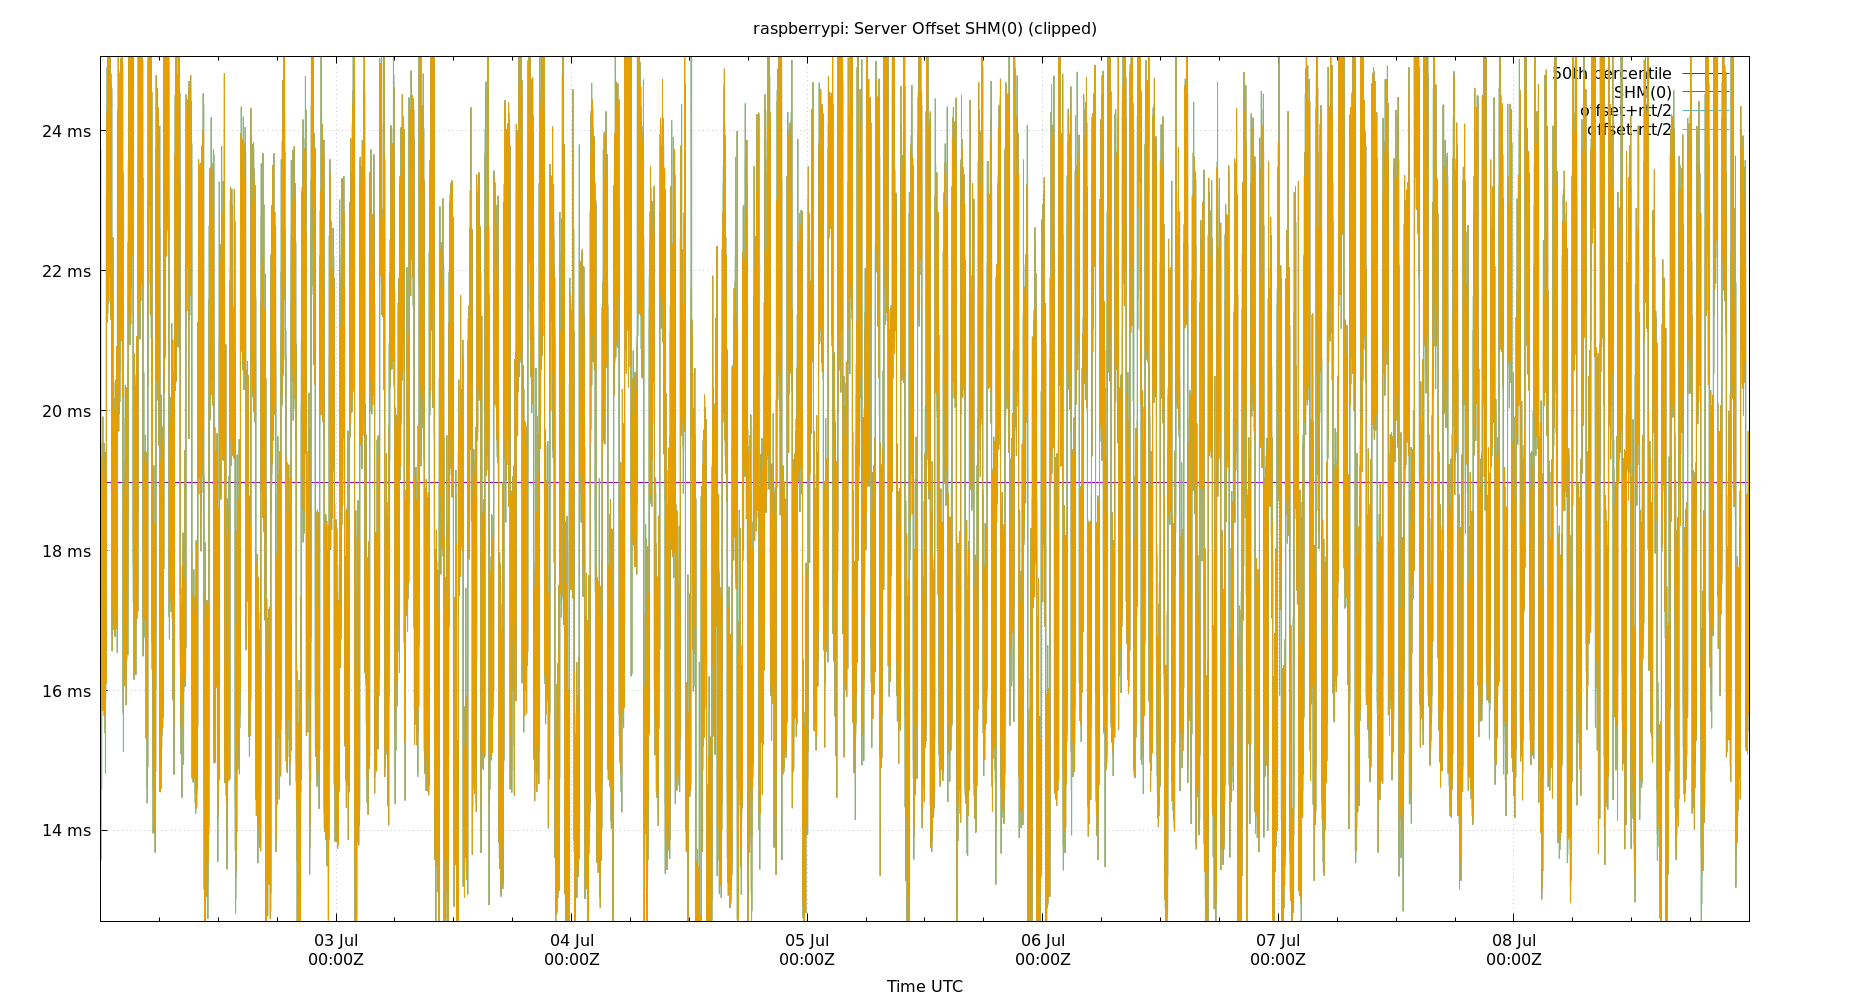 raspberrypi: Server Offset SHM(0) (clipped)
50th percentile
SHM(0)
offset+rtt/2
offset-rtt/2
24 ms
22 ms
20 ms
18 ms
16 ms
14 ms
03 Jul 04 Jul 05 Jul 06 Jul 07 Jul 08 Jul
00:00Z 00:00Z 00:00Z 00:00Z 00:00Z 00:00Z
Time UTC